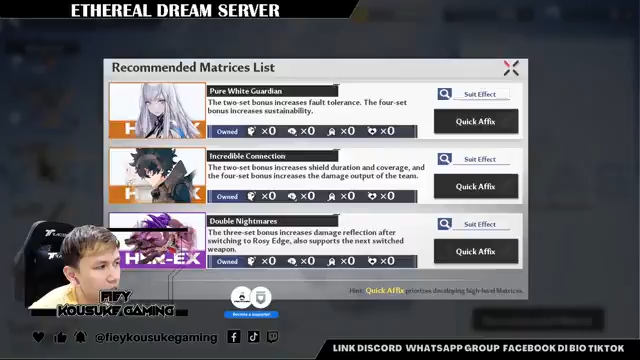 ETHEREAL DREAM SERVER
Recommended Matrices List
Pure White Guardian
The two-set bonus increases fault tolerance. The four-set
bonus increases sustainability.
Owned ×0 ×0 ×0 ×0
Suit Effect
Quick Affix
Incredible Connection
The two-set bonus increases shield duration and coverage, and
the four-set bonus increases the damage output of the team.
Owned ×0 ×0 ×0 ×0
Suit Effect
Quick Affix
Double Nightmares
The three-set bonus increases damage reflection after
switching to Rosy Edge, also supports the next switched
weapon.
Owned ×0 ×0 ×0 ×0
Suit Effect
Quick Affix
Hint: Quick Affix prioritizes developing high-level Matrices.
FIEY
KOUSUKE GAMING
Become a supporter
@fieykousukegaming
LINK DISCORD WHATSAPP GROUP FACEBOOK DI BIO TIKTOK